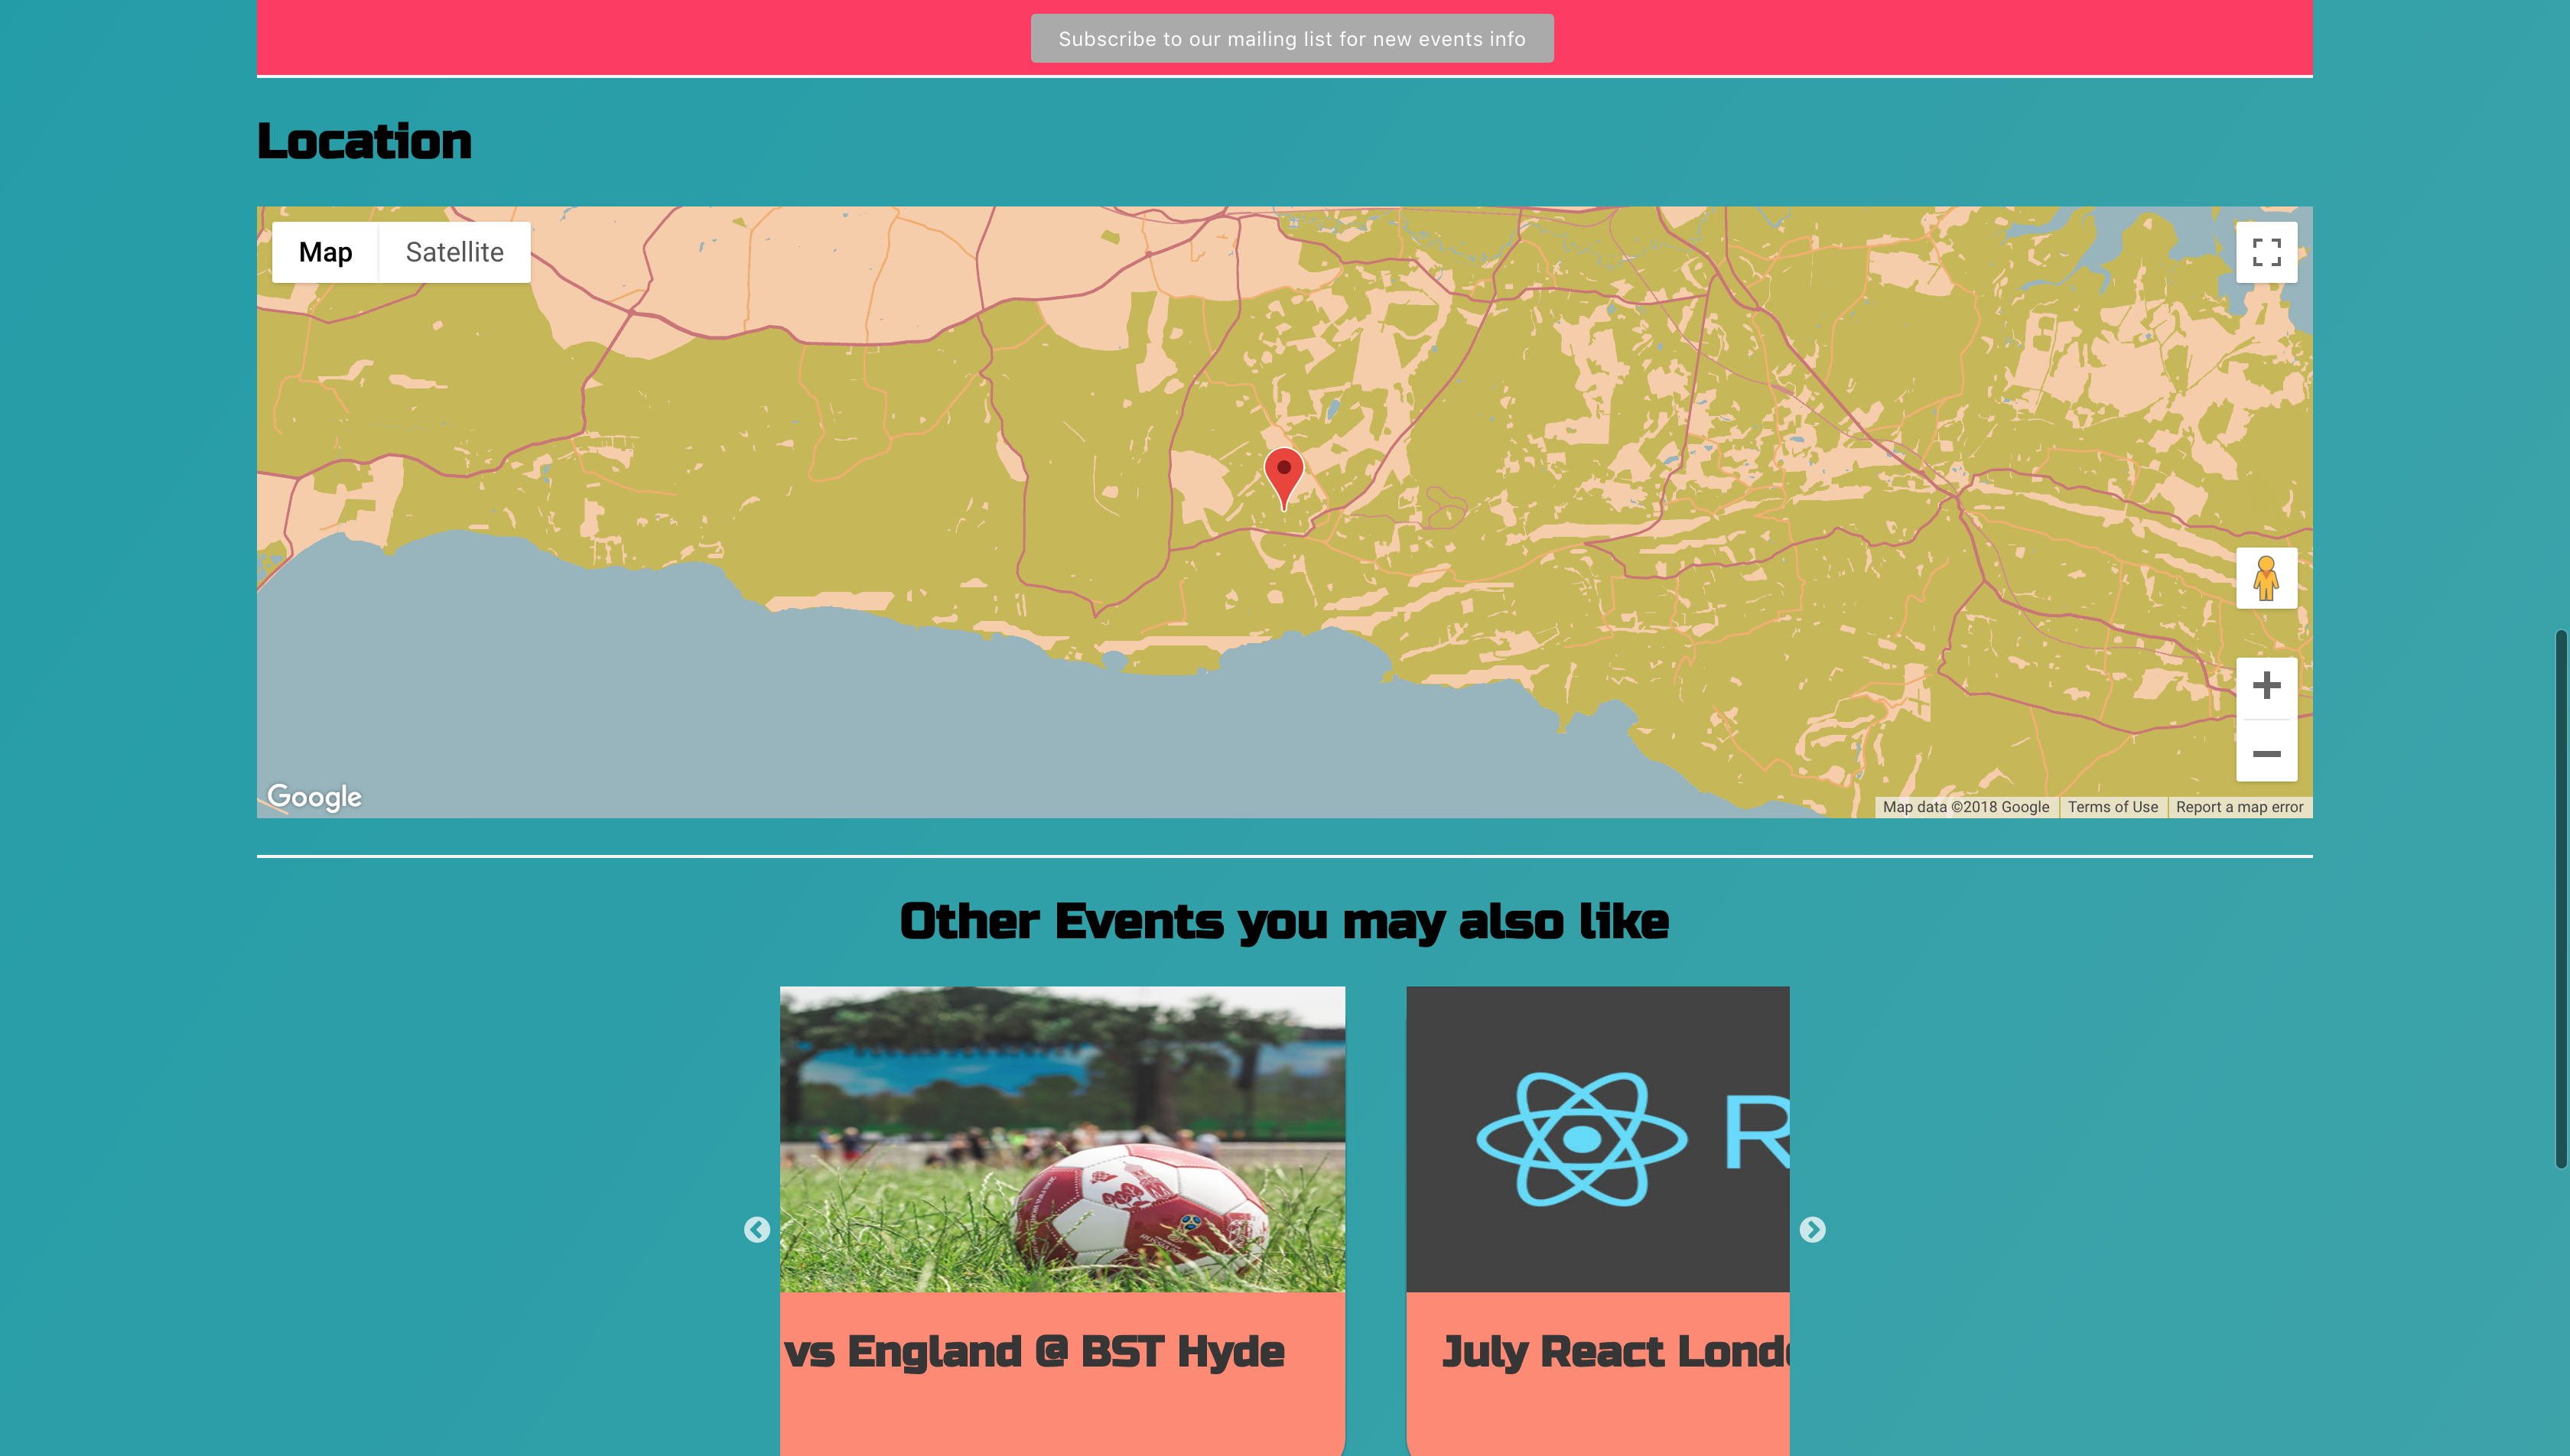 Subscribe to our mailing list for new events info
Location
Map
Satellite
Google
Map data ©2018 Google
Terms of Use
Report a map error
Other Events you may also like
R
vs England @ BST Hyde
July React Lond